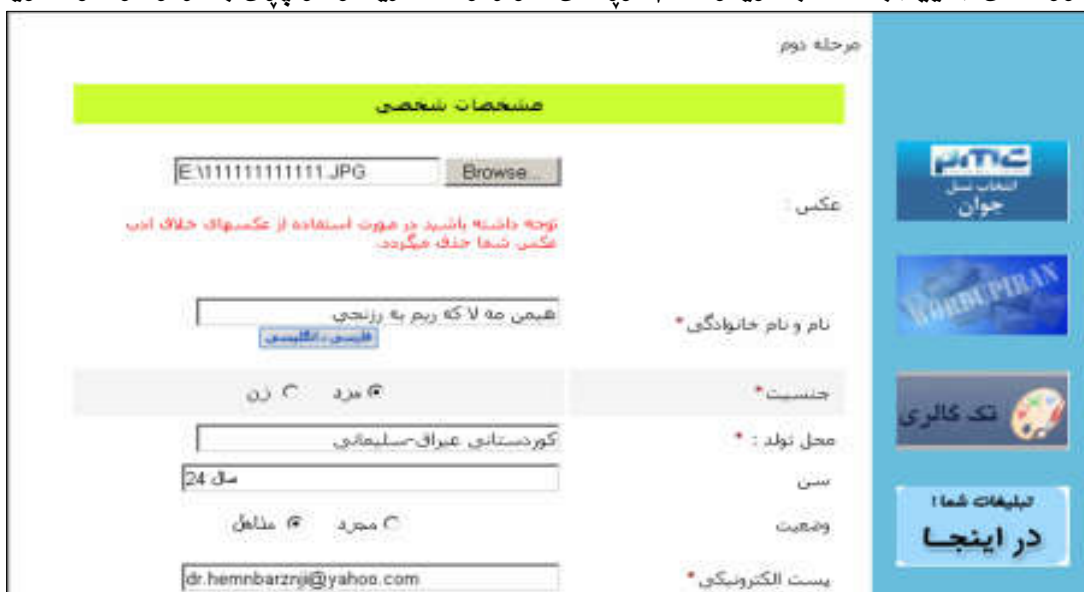 مرحله دوم
مشخصات شخصی
عکس :
E:\111111111111.JPG Browse...
توجه داشته باشید در صورت استفاده از عکسهای خلاف ادب
عکس شما حذف میگردد.
نام و نام خانوادگی *
هیمن مه لا که ریم به رزنجی
فارسی - انگلیسی
جنسیت * مرد زن
محل تولد : * کوردستانی عیراق-سلیمانی
سن 24 سال
وضعیت مجرد متاهل
پست الکترونیکی * dr.hemnbarznji@yahoo.com
pmc
انتخاب نسل
جوان
WORDUPIRAN
تک گالری
تبلیغات شما :
در اینجا